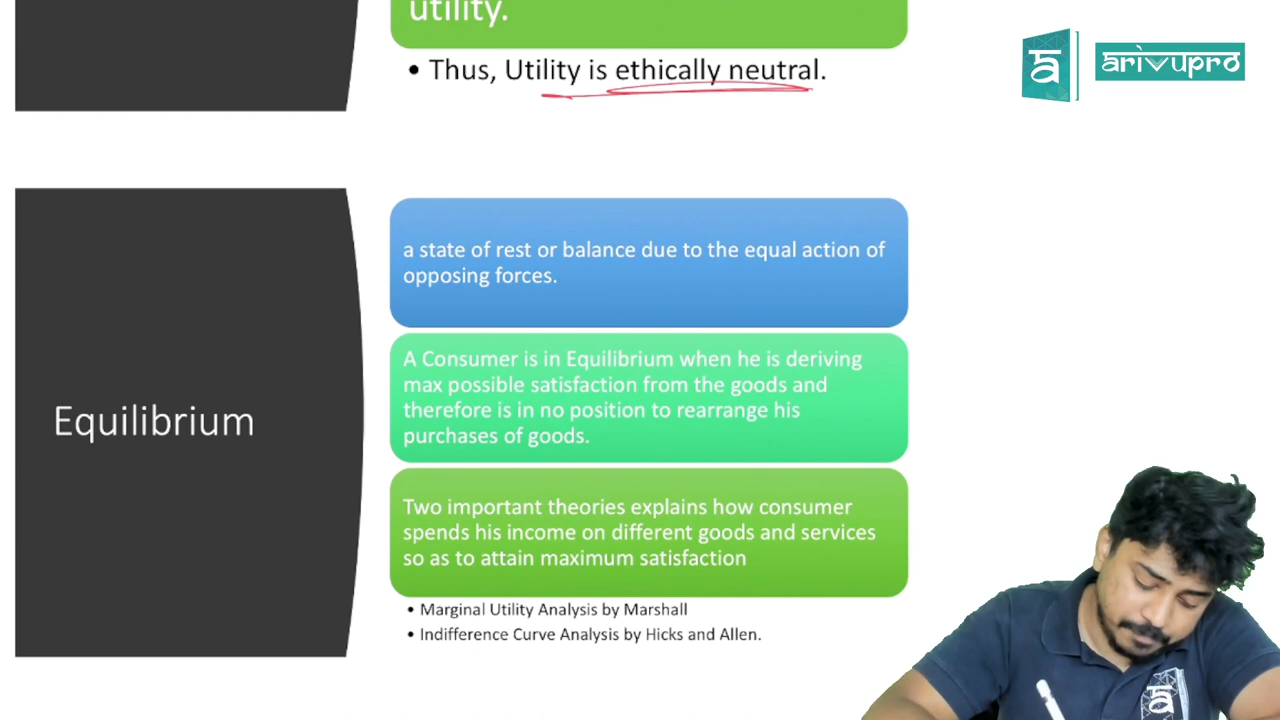 utility.
• Thus, Utility is ethically neutral.
arivupro
Equilibrium
a state of rest or balance due to the equal action of
opposing forces.
A Consumer is in Equilibrium when he is deriving
max possible satisfaction from the goods and
therefore is in no position to rearrange his
purchases of goods.
Two important theories explains how consumer
spends his income on different goods and services
so as to attain maximum satisfaction
• Marginal Utility Analysis by Marshall
• Indifference Curve Analysis by Hicks and Allen.